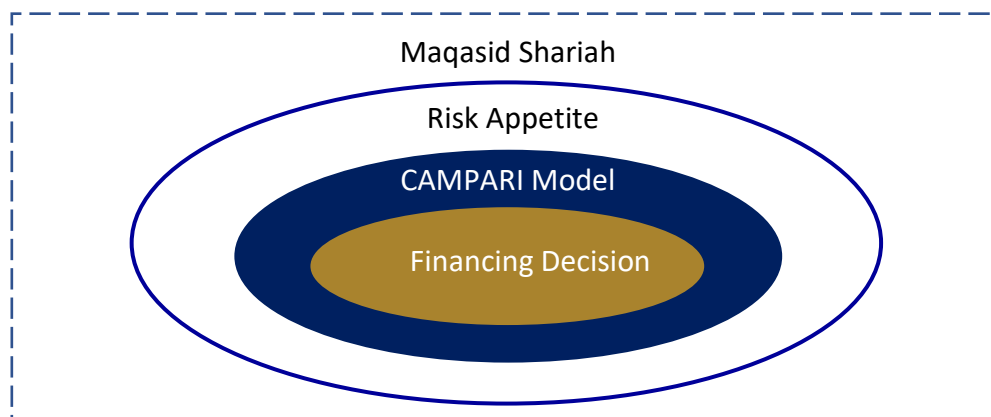 Maqasid Shariah
Risk Appetite
CAMPARI Model
Financing Decision